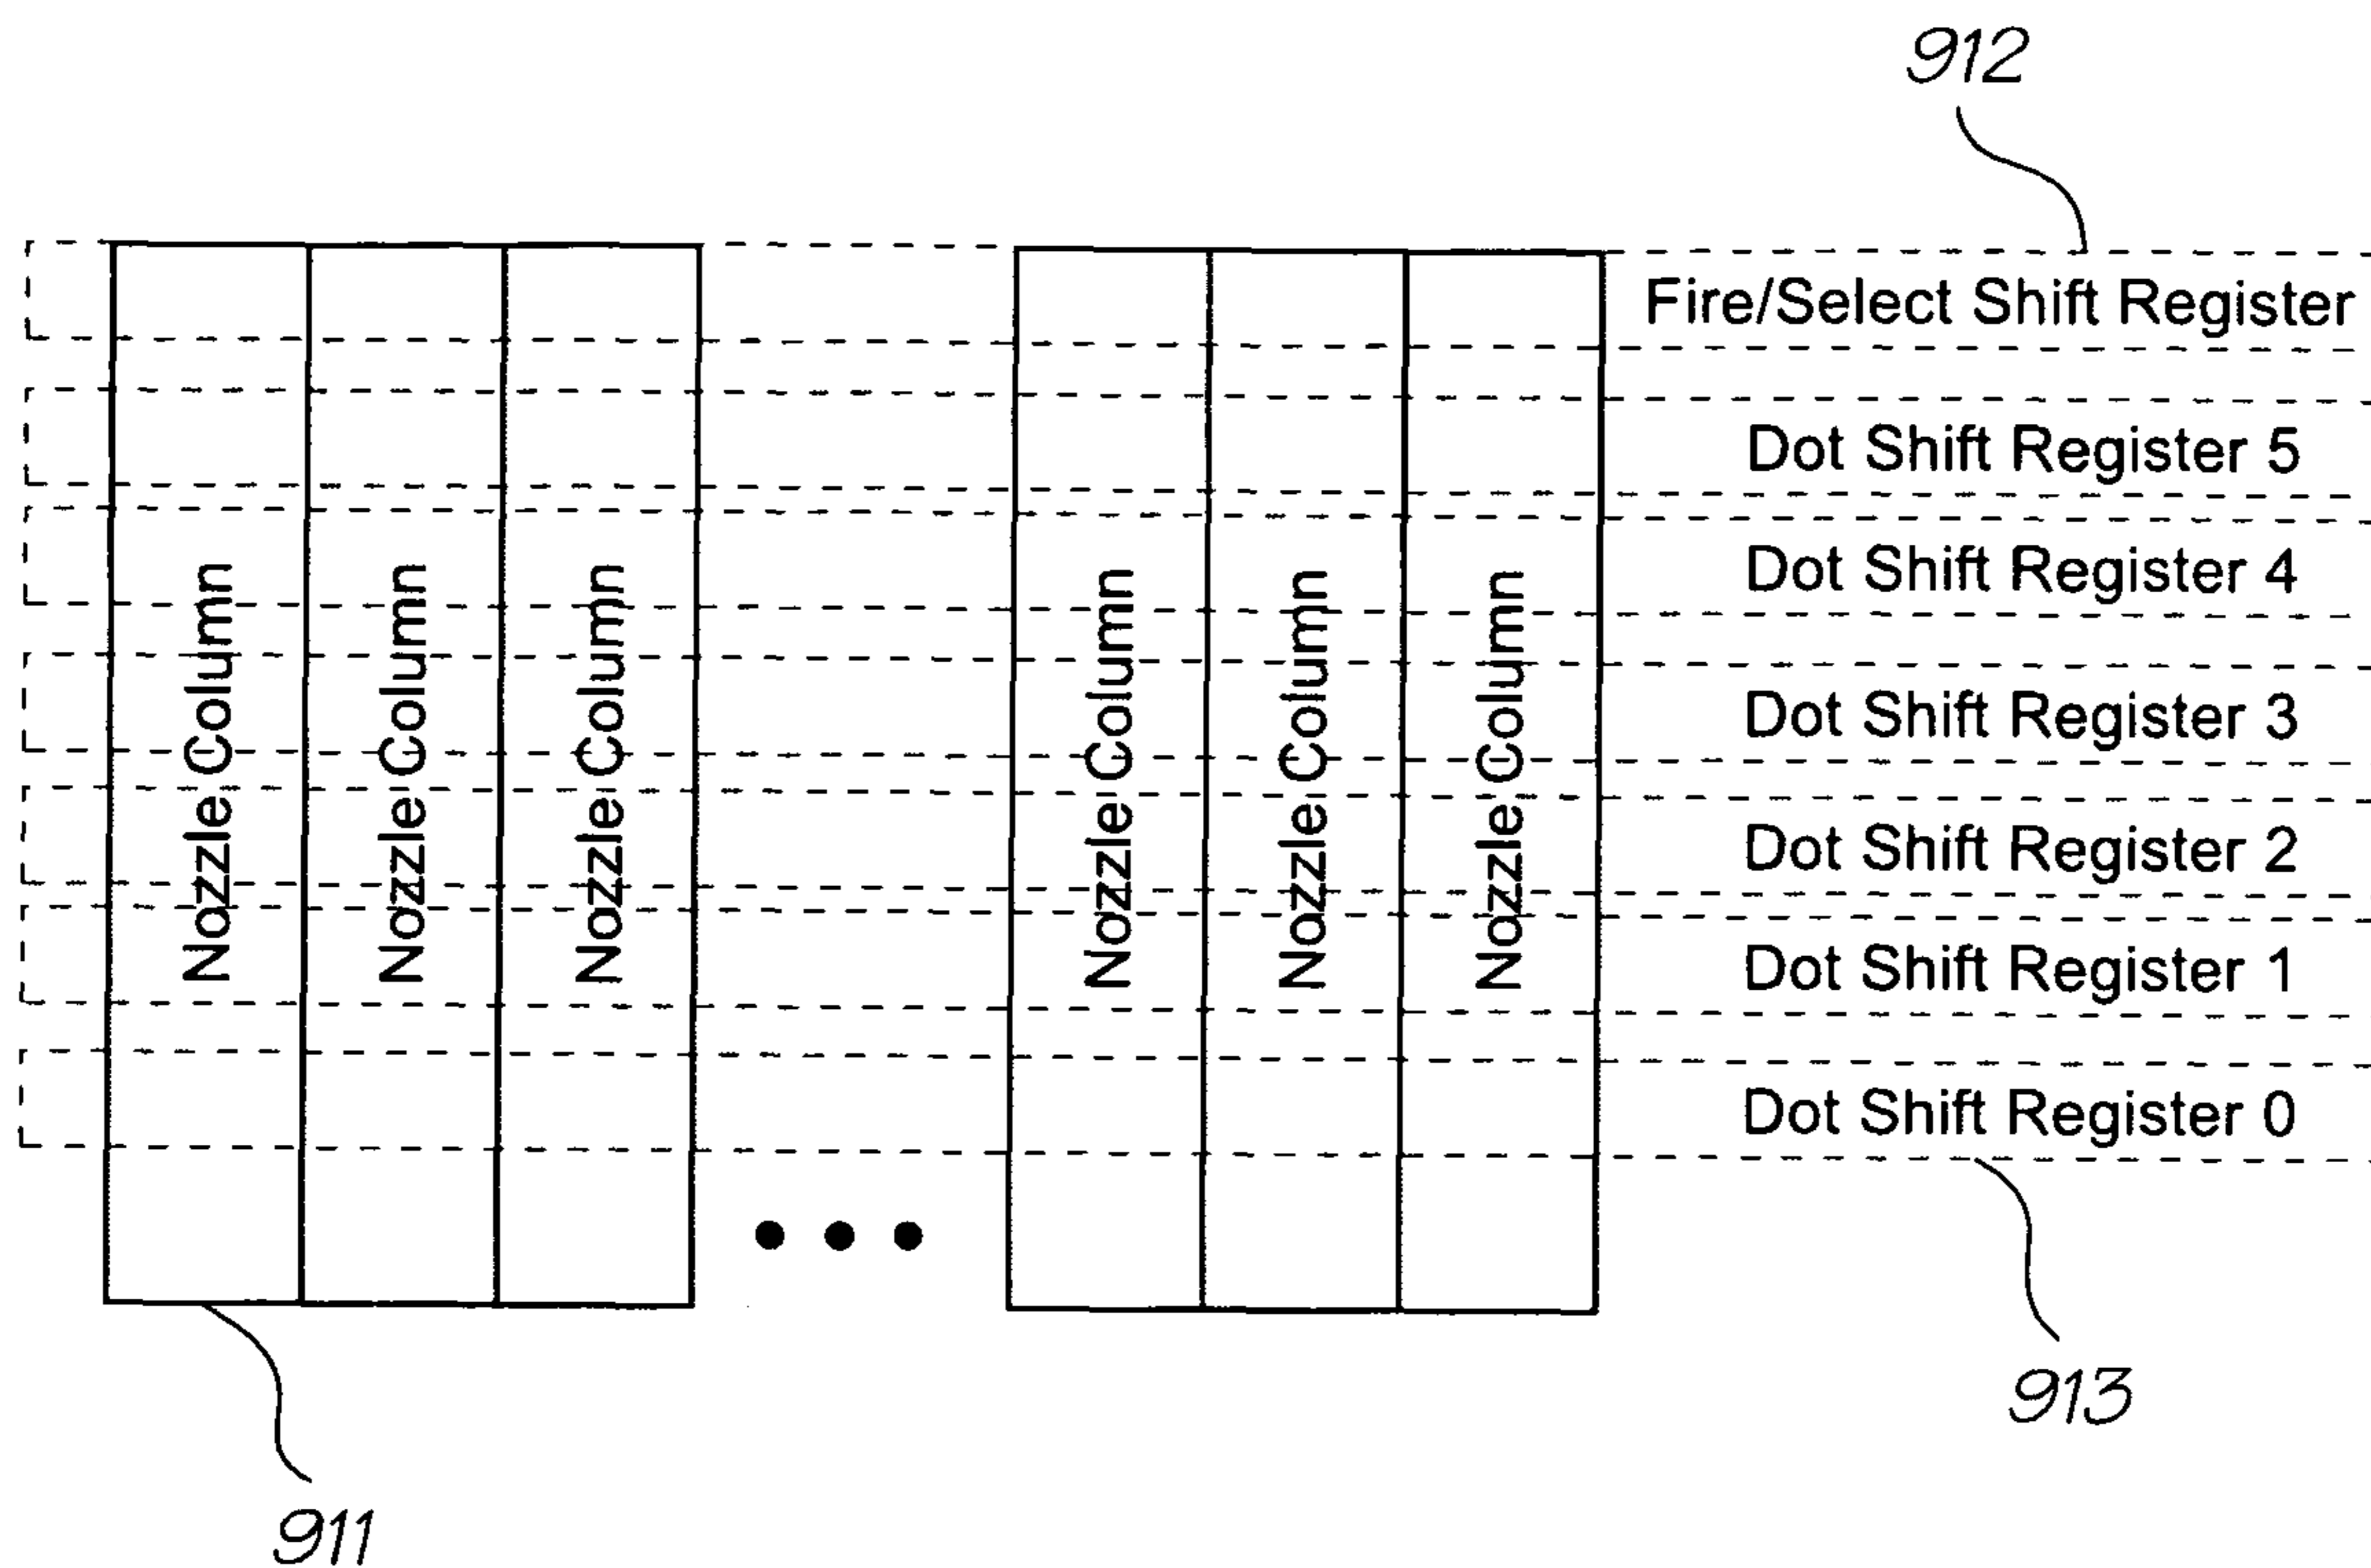 912
Fire/Select Shift Register
Dot Shift Register 5
Dot Shift Register 4
Dot Shift Register 3
Dot Shift Register 2
Dot Shift Register 1
Dot Shift Register 0
Nozzle Column
Nozzle Column
Nozzle Column
Nozzle Column
Nozzle Column
Nozzle Column
913
911